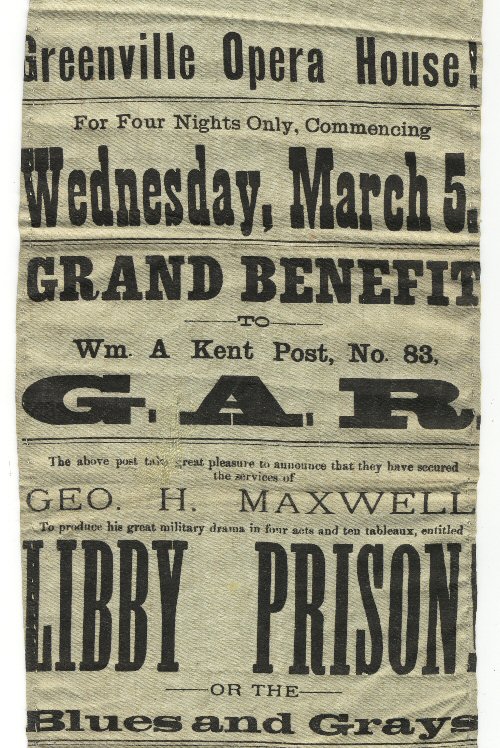 Greenville Opera House!
For Four Nights Only, Commencing
Wednesday, March 5.
GRAND BENEFIT
TO
Wm. A Kent Post, No. 83,
G. A. R.
The above post take great pleasure to announce that they have secured
the services of
GEO. H. MAXWELL
To produce his great military drama in four acts and ten tableaux, entitled
LIBBY PRISON!
OR THE
Blues and Grays